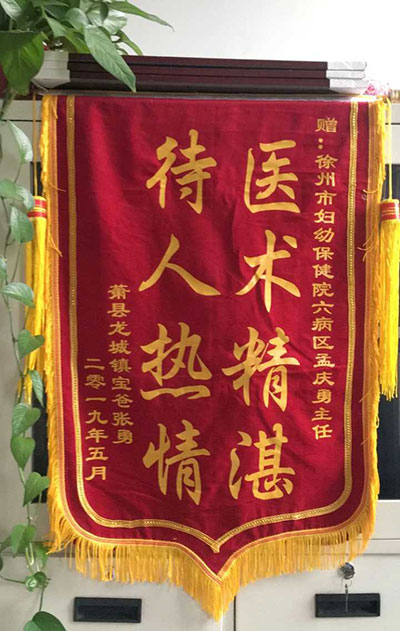 赠：徐州市妇幼保健院六病区孟庆勇主任
医术精湛
待人热情
萧县龙城镇宝谷张勇
二零一九年五月